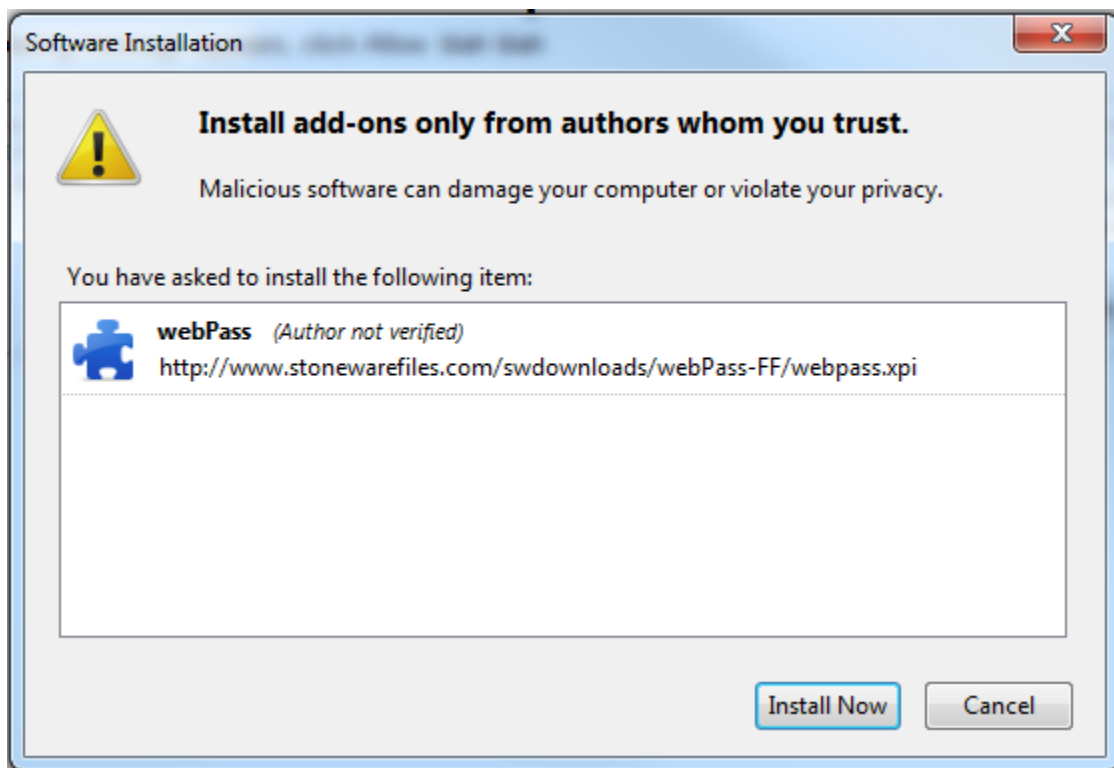 Software Installation
click Allow
Install add-ons only from authors whom you trust.
Malicious software can damage your computer or violate your privacy.
You have asked to install the following item:
webPass (Author not verified)
http://www.stonewarefiles.com/swdownloads/webPass-FF/webpass.xpi
Install Now
Cancel